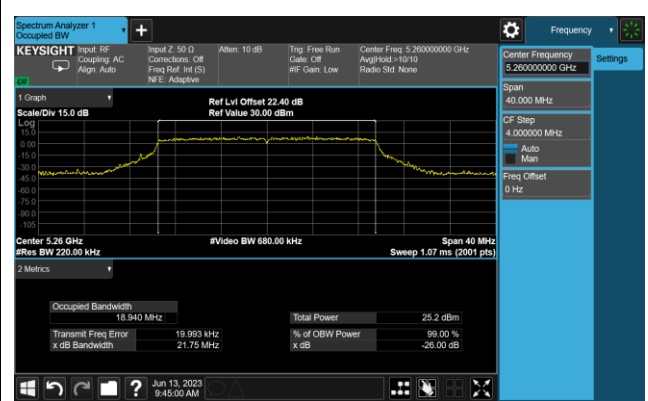 Spectrum Analyzer 1
Occupied BW
Frequency
KEYSIGHT
Input: RF
Coupling: AC
Align: Auto
Input Z: 50 Ω
Corrections: Off
Freq Ref: Int (S)
NFE: Adaptive
Atten: 10 dB
Trig: Free Run
Gate: Off
#IF Gain: Low
Center Freq: 5.260000000 GHz
Avg|Hold:>10/10
Radio Std: None
Center Frequency
5.260000000 GHz
Settings
Span
40.000 MHz
CF Step
4.000000 MHz
Auto
Man
Freq Offset
0 Hz
1 Graph
Scale/Div 15.0 dB
Ref Lvl Offset 22.40 dB
Ref Value 30.00 dBm
Log
15.0
0.00
-15.0
-30.0
-45.0
-60.0
-75.0
-90.0
-105
Center 5.26 GHz
#Video BW 680.00 kHz
Span 40 MHz
#Res BW 220.00 kHz
Sweep 1.07 ms (2001 pts)
2 Metrics
Occupied Bandwidth
18.940 MHz
Total Power 25.2 dBm
Transmit Freq Error 19.993 kHz
% of OBW Power 99.00 %
x dB Bandwidth 21.75 MHz
x dB -26.00 dB
Jun 13, 2023
9:45:00 AM